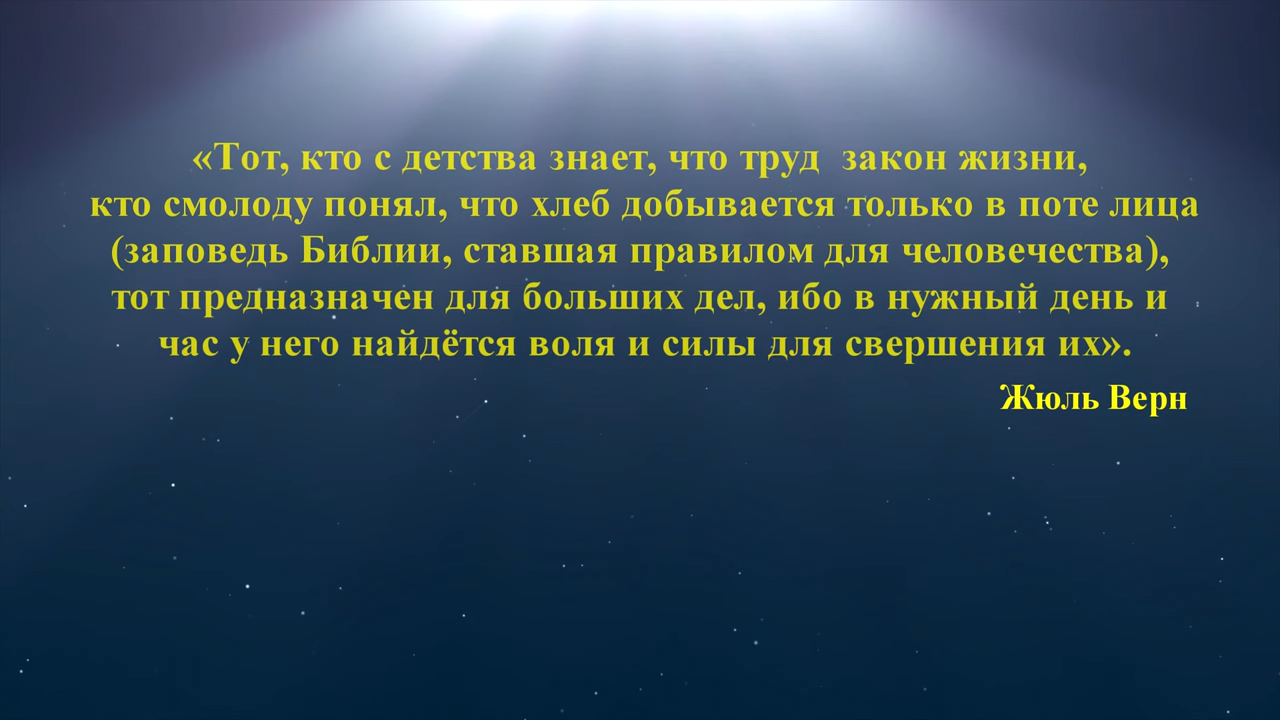 «Тот, кто с детства знает, что труд  закон жизни,
кто смолоду понял, что хлеб добывается только в поте лица
(заповедь Библии, ставшая правилом для человечества),
тот предназначен для больших дел, ибо в нужный день и
час у него найдётся воля и силы для свершения их».
Жюль Верн